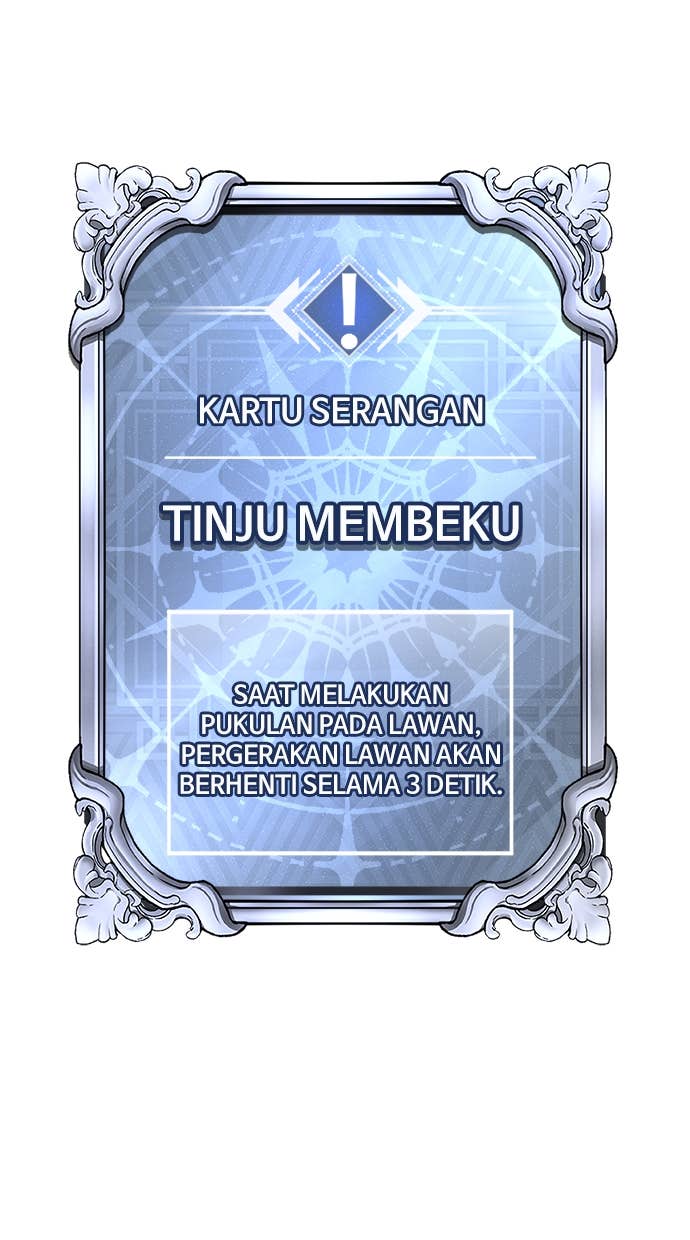 !
KARTU SERANGAN
TINJU MEMBEKU
SAAT MELAKUKAN
PUKULAN PADA LAWAN,
PERGERAKAN LAWAN AKAN
BERHENTI SELAMA 3 DETIK.